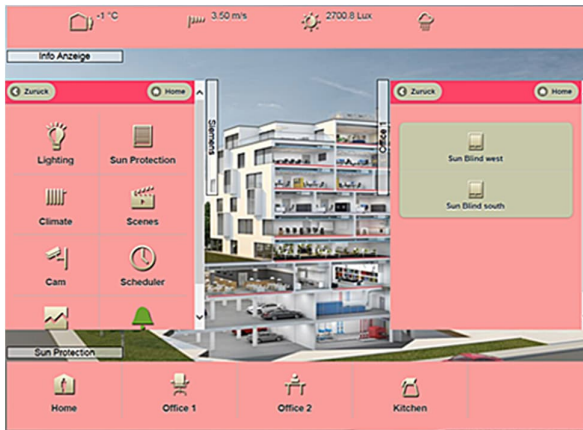 -1 °C
3.50 m/s
2700.8 Lux
Info Anzeige
Zurück
Home
Lighting
Sun Protection
Climate
Scenes
Cam
Scheduler
Siemens
Office 1
Zurück
Home
Sun Blind west
Sun Blind south
Sun Protection
Home
Office 1
Office 2
Kitchen